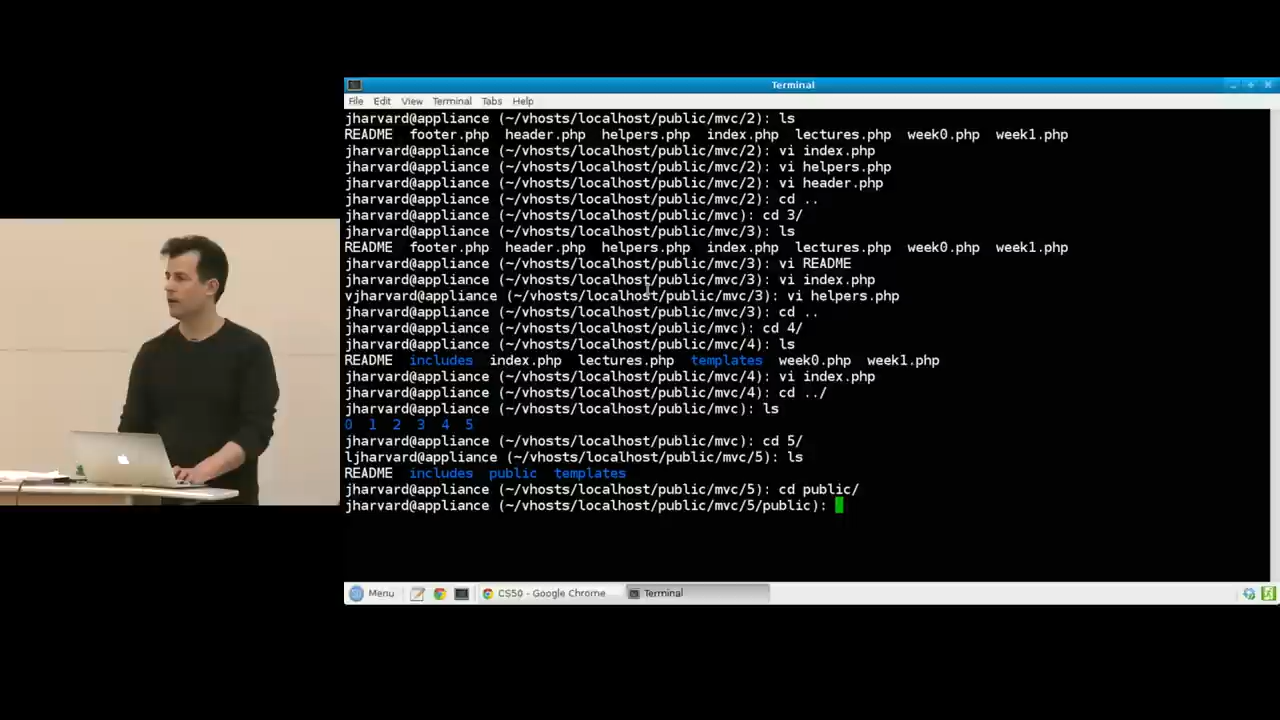 Terminal
File Edit View Terminal Tabs Help
jharvard@appliance (~/vhosts/localhost/public/mvc/2): ls
README footer.php header.php helpers.php index.php lectures.php week0.php week1.php
jharvard@appliance (~/vhosts/localhost/public/mvc/2): vi index.php
jharvard@appliance (~/vhosts/localhost/public/mvc/2): vi helpers.php
jharvard@appliance (~/vhosts/localhost/public/mvc/2): vi header.php
jharvard@appliance (~/vhosts/localhost/public/mvc/2): cd ..
jharvard@appliance (~/vhosts/localhost/public/mvc): cd 3/
jharvard@appliance (~/vhosts/localhost/public/mvc/3): ls
README footer.php header.php helpers.php index.php lectures.php week0.php week1.php
jharvard@appliance (~/vhosts/localhost/public/mvc/3): vi README
jharvard@appliance (~/vhosts/localhost/public/mvc/3): vi index.php
vjharvard@appliance (~/vhosts/localhost/public/mvc/3): vi helpers.php
jharvard@appliance (~/vhosts/localhost/public/mvc/3): cd ..
jharvard@appliance (~/vhosts/localhost/public/mvc): cd 4/
jharvard@appliance (~/vhosts/localhost/public/mvc/4): ls
README includes index.php lectures.php templates week0.php week1.php
jharvard@appliance (~/vhosts/localhost/public/mvc/4): vi index.php
jharvard@appliance (~/vhosts/localhost/public/mvc/4): cd ../
jharvard@appliance (~/vhosts/localhost/public/mvc): ls
0 1 2 3 4 5
jharvard@appliance (~/vhosts/localhost/public/mvc): cd 5/
ljharvard@appliance (~/vhosts/localhost/public/mvc/5): ls
README includes public templates
jharvard@appliance (~/vhosts/localhost/public/mvc/5): cd public/
jharvard@appliance (~/vhosts/localhost/public/mvc/5/public):
Menu CS50 - Google Chrome Terminal